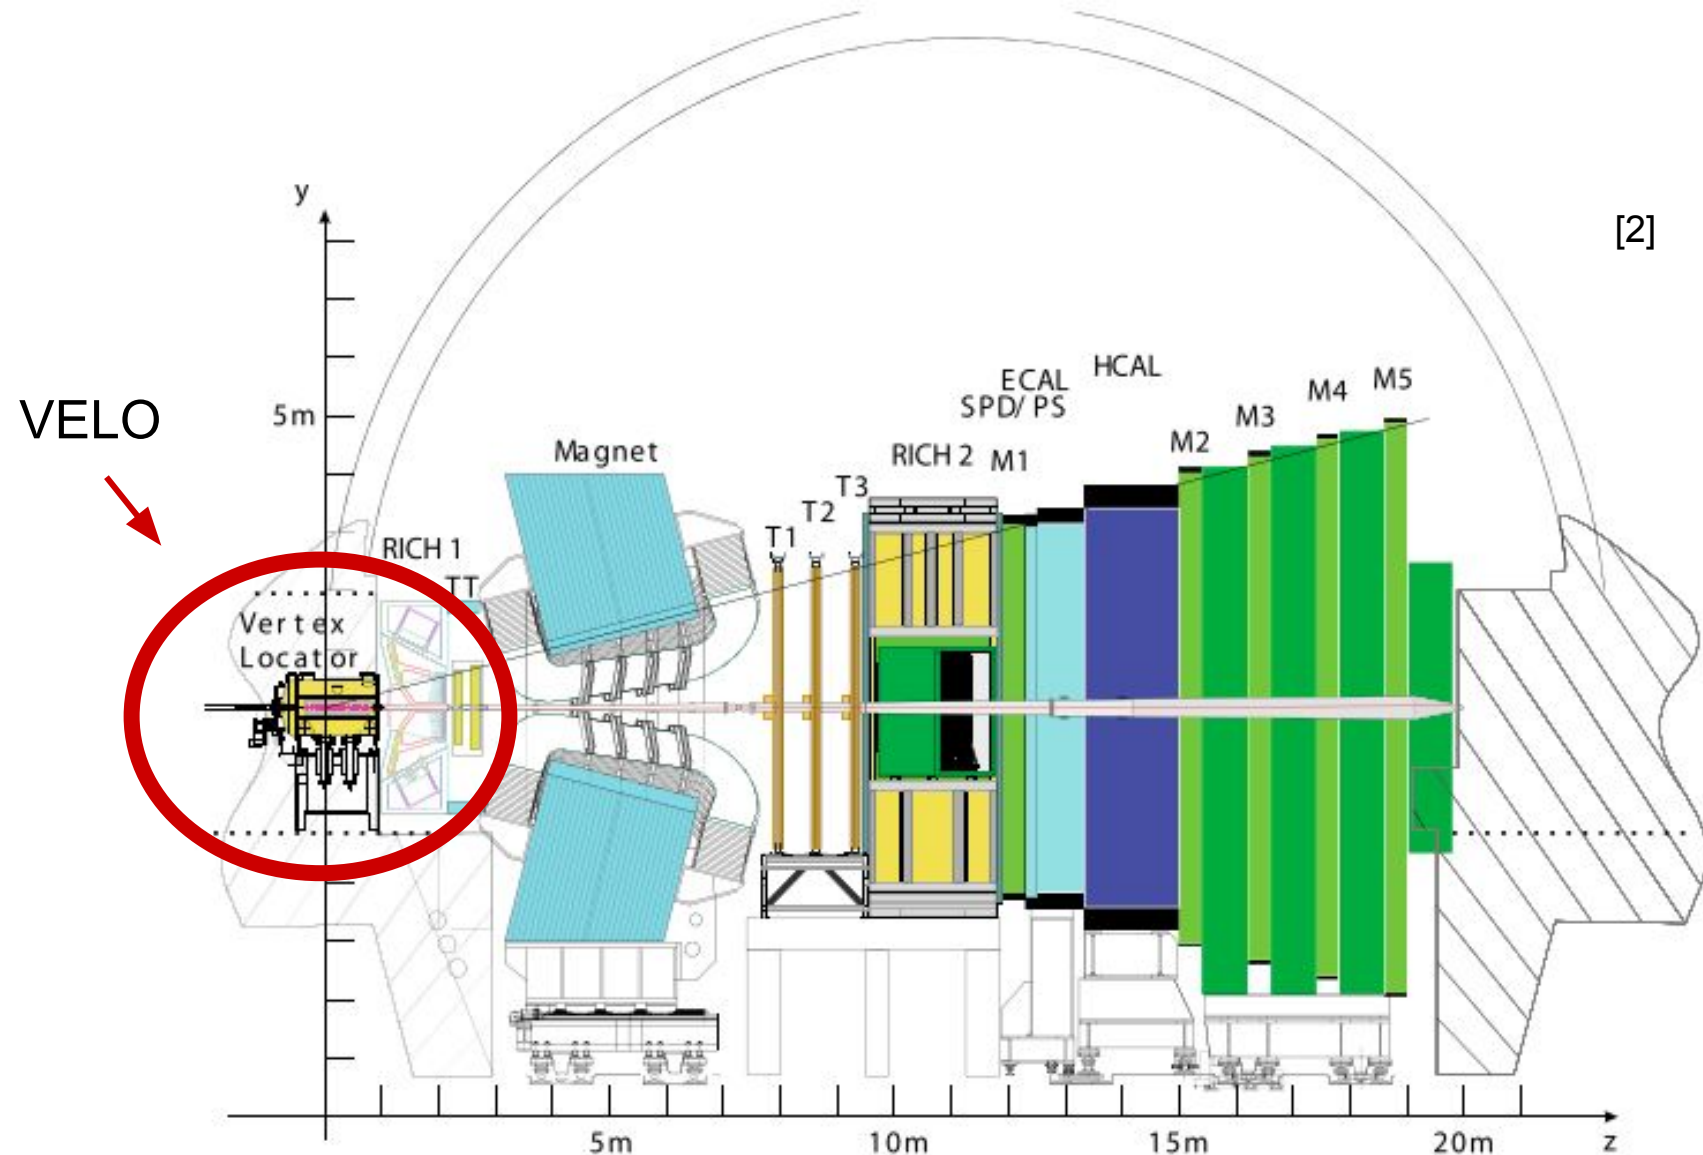 y
[2]
HCAL
ECAL
SPD/PS
M5
M4
M3
VELO
5m
M2
Magnet
RICH 2
M1
T3
T2
T1
RICH 1
TT
Vertex
Locator
5m
10m
15m
20m
z